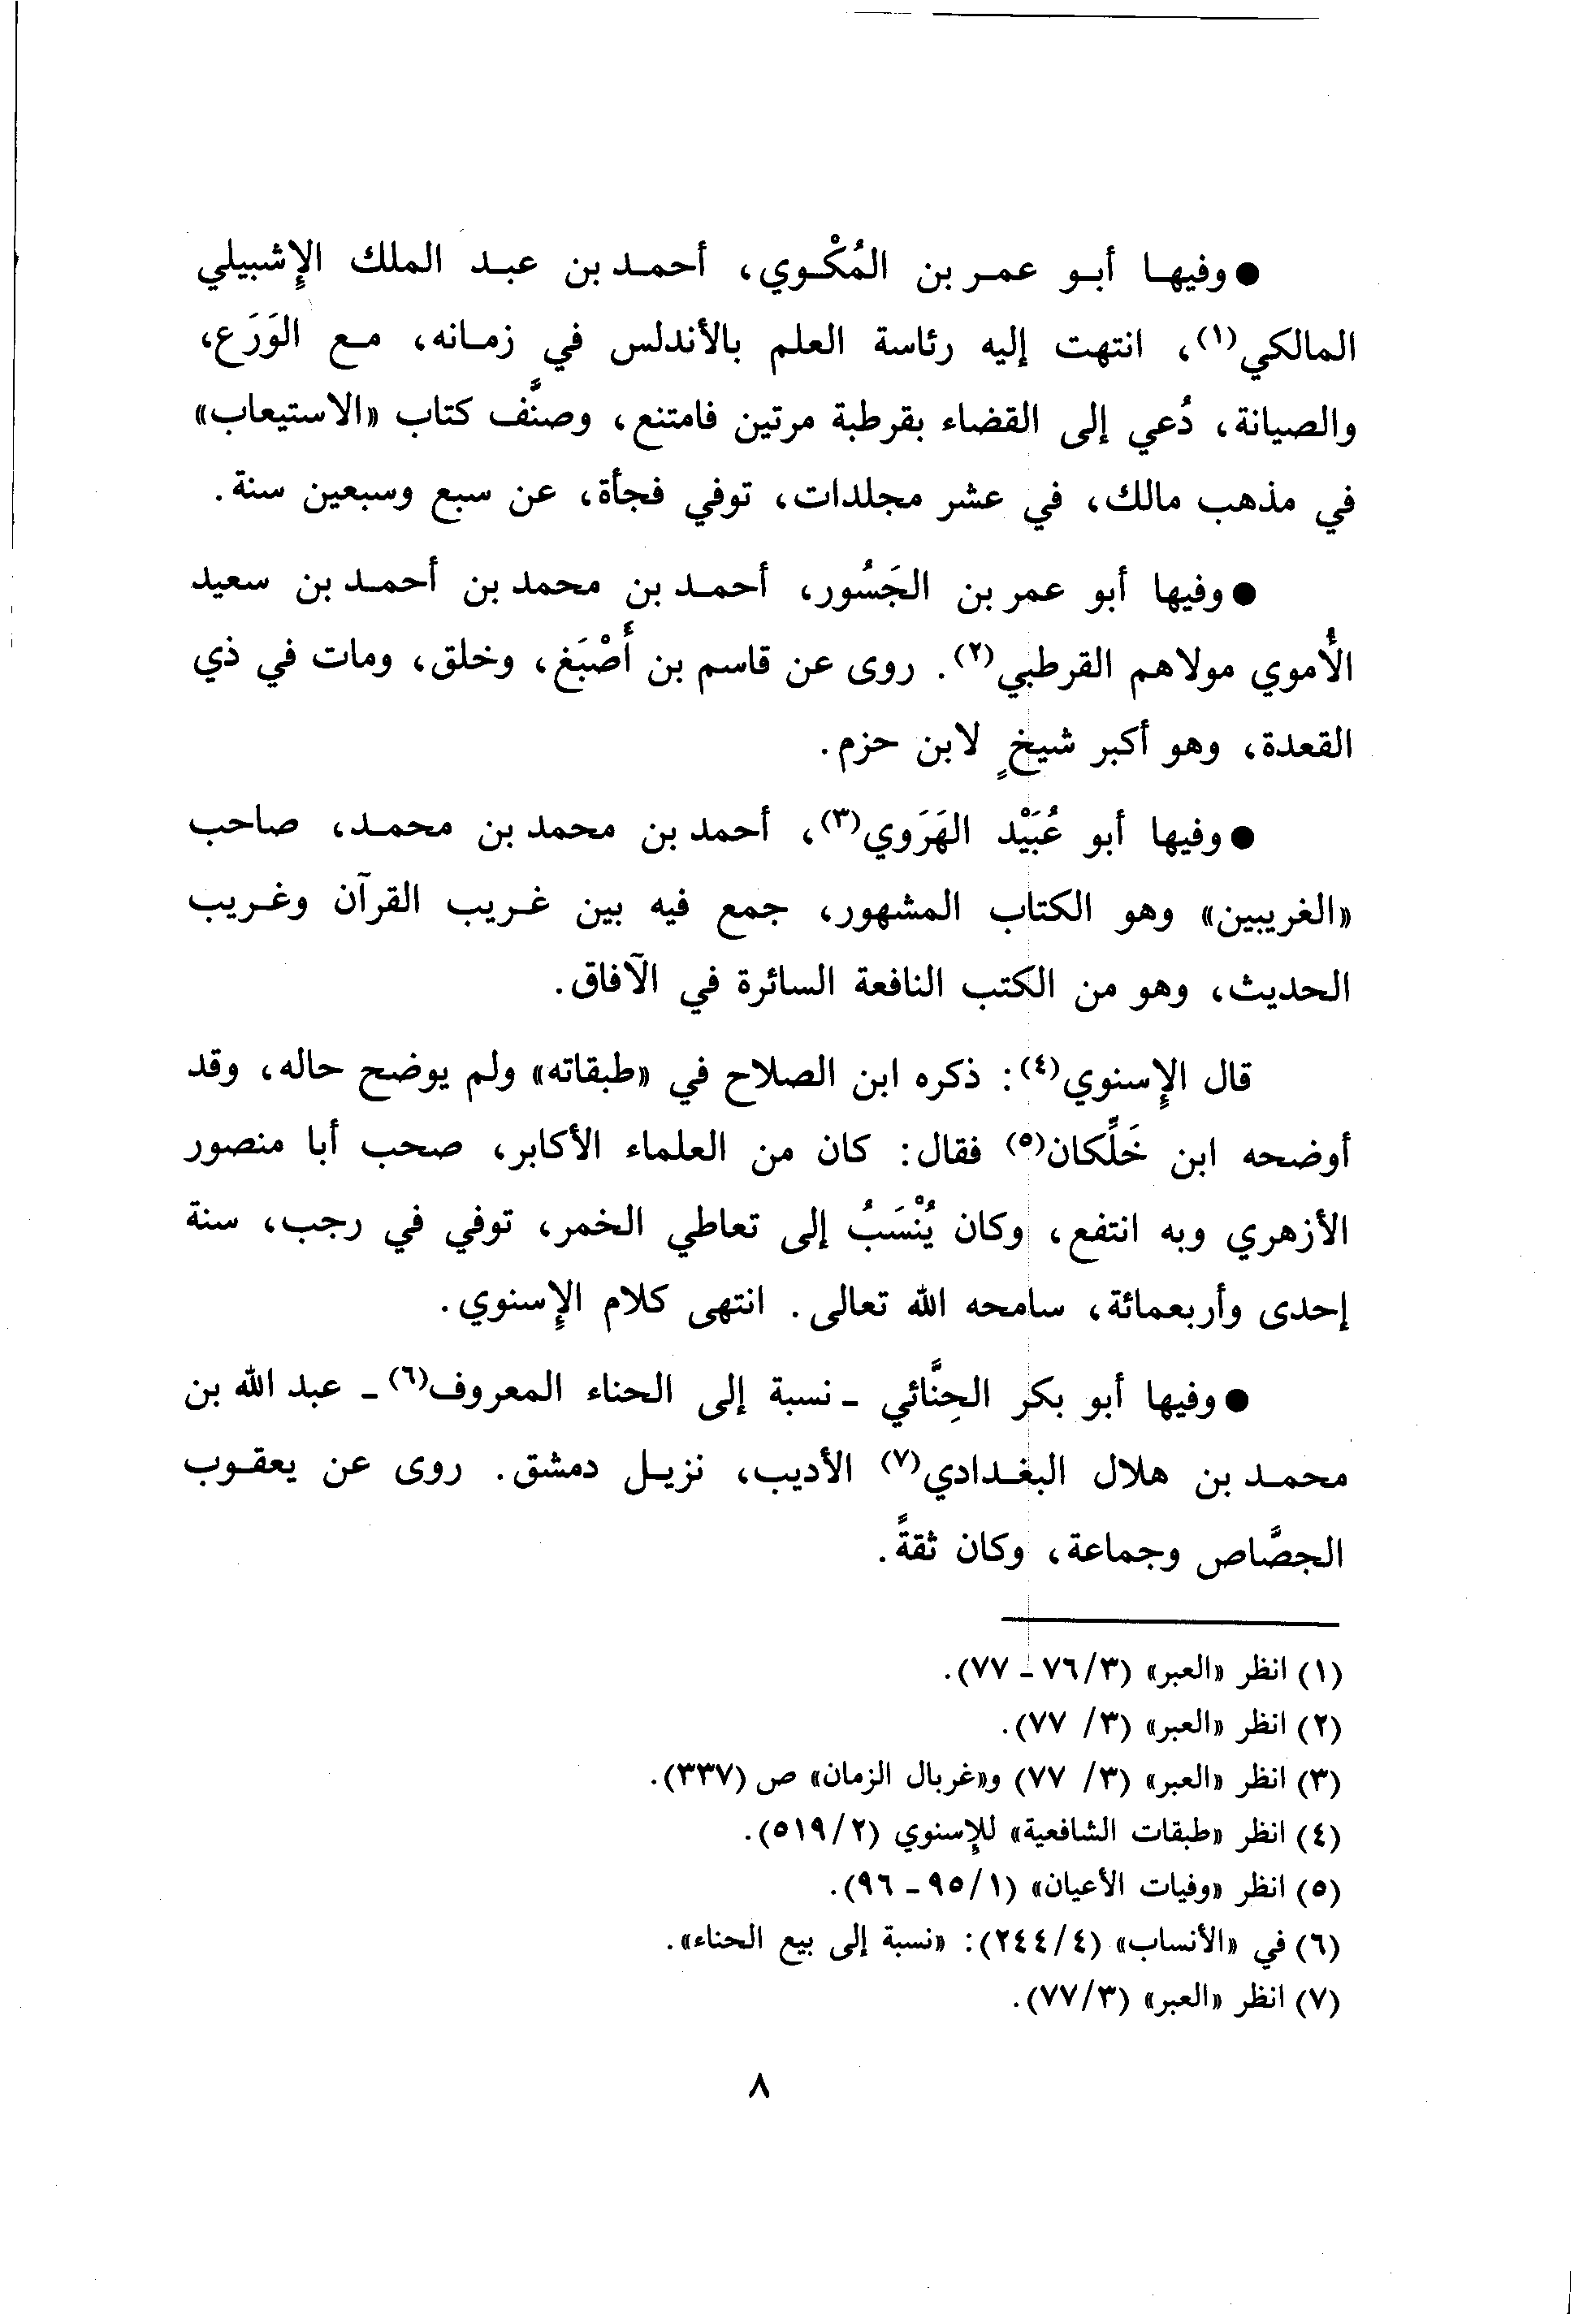 ● وفيها أبو عمر بن المُكْوي، أحمد بن عبد الملك الإِشبيلي
المالكي(١)، انتهت إليه رئاسة العلم بالأندلس في زمانه، مع الوَرَع،
والصيانة، دُعي إلى القضاء بقرطبة مرتين فامتنع، وصنَّف كتاب «الاستيعاب»
في مذهب مالك، في عشر مجلدات، توفي فجأة، عن سبع وسبعين سنة.
● وفيها أبو عمر بن الجَسُور، أحمد بن محمد بن أحمد بن سعيد
الأُموي مولاهم القرطبي(٢). روى عن قاسم بن أَصْبَغ، وخلق، ومات في ذي
القعدة، وهو أكبر شيخٍ لابن حزم.
● وفيها أبو عُبَيْد الهَرَوي(٣)، أحمد بن محمد بن محمد، صاحب
«الغريبين» وهو الكتاب المشهور، جمع فيه بين غريب القرآن وغريب
الحديث، وهو من الكتب النافعة السائرة في الآفاق.
قال الإِسنوي(٤): ذكره ابن الصلاح في «طبقاته» ولم يوضح حاله، وقد
أوضحه ابن خَلِّكان(٥) فقال: كان من العلماء الأكابر، صحب أبا منصور
الأزهري وبه انتفع، وكان يُنْسَبُ إلى تعاطي الخمر، توفي في رجب، سنة
إحدى وأربعمائة، سامحه الله تعالى. انتهى كلام الإِسنوي.
● وفيها أبو بكر الحِنَّائي - نسبة إلى الحناء المعروف(٦) - عبد الله بن
محمد بن هلال البغدادي(٧) الأديب، نزيل دمشق. روى عن يعقوب
الجصَّاص وجماعة، وكان ثقةً.
(١) انظر «العبر» (٣/٧٦ - ٧٧).
(٢) انظر «العبر» (٣/ ٧٧).
(٣) انظر «العبر» (٣/ ٧٧) و«غربال الزمان» ص (٣٣٧).
(٤) انظر «طبقات الشافعية» للإِسنوي (٢/٥١٩).
(٥) انظر «وفيات الأعيان» (١/٩٥ - ٩٦).
(٦) في «الأنساب» (٤/٢٤٤): «نسبة إلى بيع الحناء».
(٧) انظر «العبر» (٣/٧٧).
٨